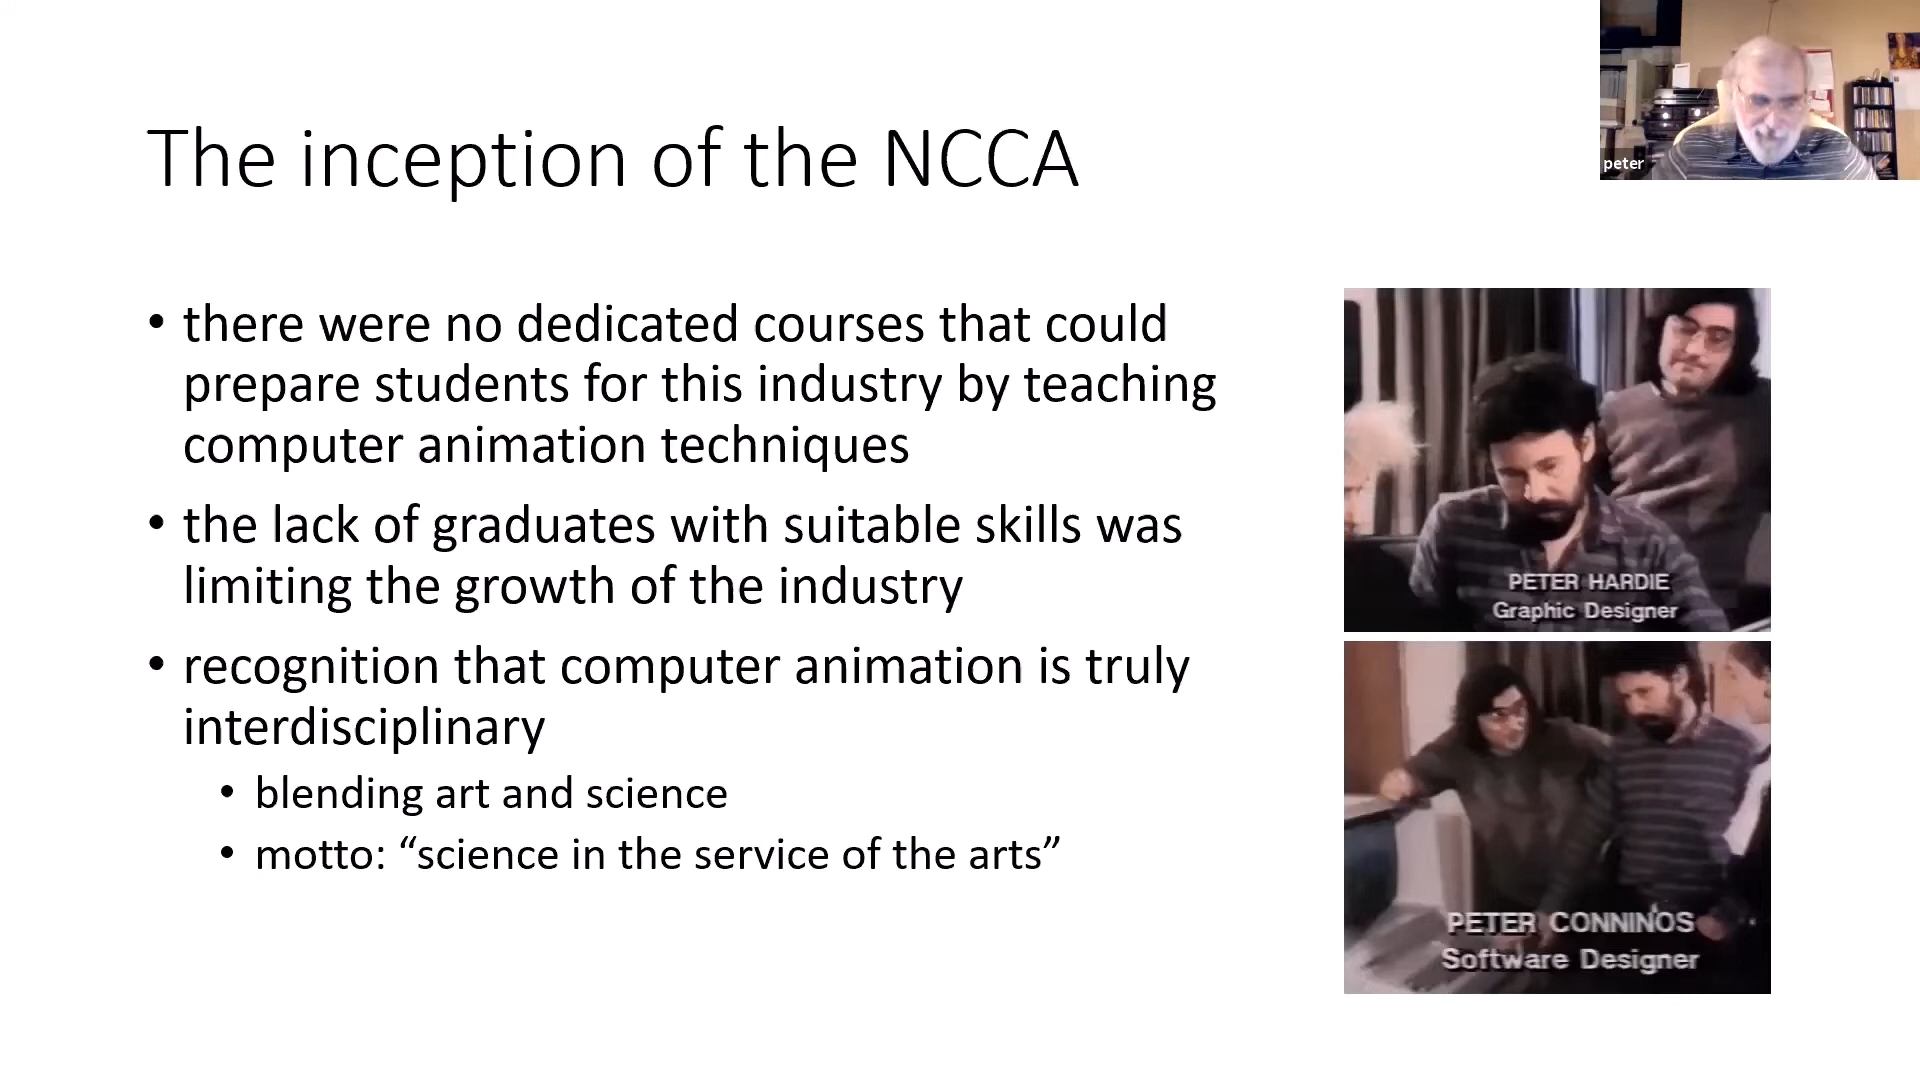 The inception of the NCCA
peter
• there were no dedicated courses that could
prepare students for this industry by teaching
computer animation techniques
• the lack of graduates with suitable skills was
limiting the growth of the industry
• recognition that computer animation is truly
interdisciplinary
• blending art and science
• motto: “science in the service of the arts”
PETER HARDIE
Graphic Designer
PETER CONNINOS
Software Designer